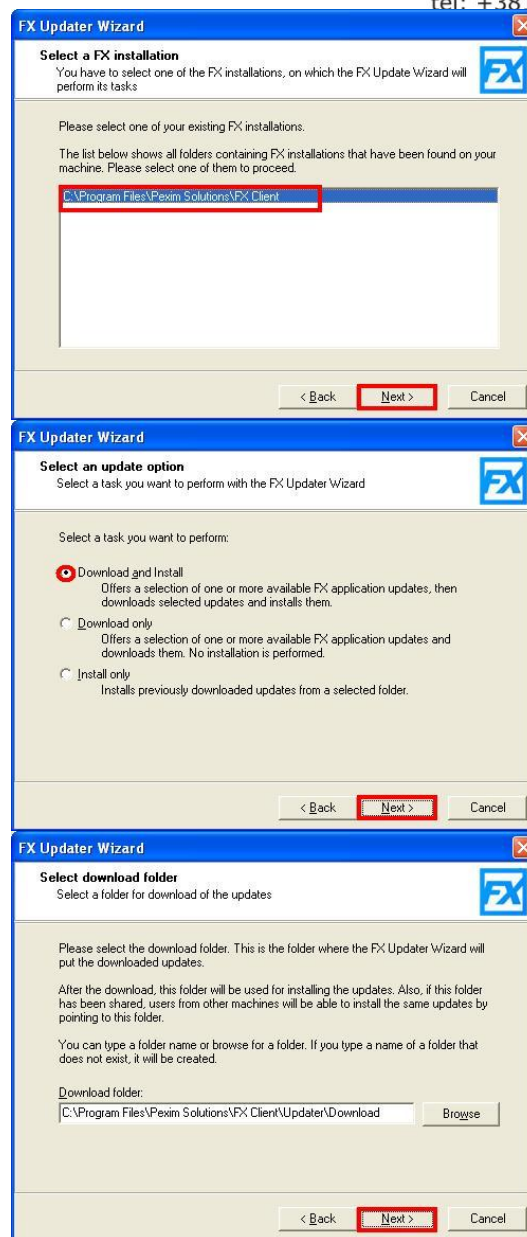 tel: +38
FX Updater Wizard
Select a FX installation
You have to select one of the FX installations, on which the FX Update Wizard will
perform its tasks
FX
Please select one of your existing FX installations.
The list below shows all folders containing FX installations that have been found on your
machine. Please select one of them to proceed.
C:\Program Files\Pexim Solutions\FX Client
< Back Next > Cancel
FX Updater Wizard
Select an update option
Select a task you want to perform with the FX Updater Wizard
FX
Select a task you want to perform:
Download and Install
Offers a selection of one or more available FX application updates, then
downloads selected updates and installs them.
Download only
Offers a selection of one or more available FX application updates and
downloads them. No installation is performed.
Install only
Installs previously downloaded updates from a selected folder.
< Back Next > Cancel
FX Updater Wizard
Select download folder
Select a folder for download of the updates
FX
Please select the download folder. This is the folder where the FX Updater Wizard will
put the downloaded updates.
After the download, this folder will be used for installing the updates. Also, if this folder
has been shared, users from other machines will be able to install the same updates by
pointing to this folder.
You can type a folder name or browse for a folder. If you type a name of a folder that
does not exist, it will be created.
Download folder:
C:\Program Files\Pexim Solutions\FX Client\Updater\Download Browse
< Back Next > Cancel